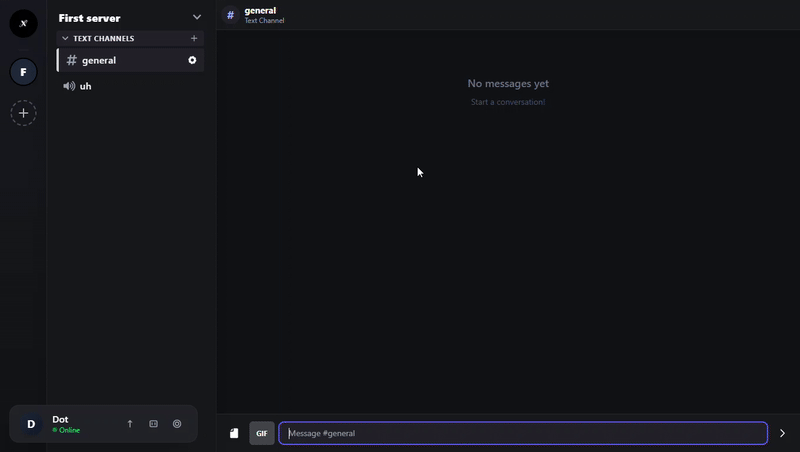 x
First server
TEXT CHANNELS
+
# general
uh
F
+
D
Dot
Online
#
general
Text Channel
No messages yet
Start a conversation!
GIF
Message #general